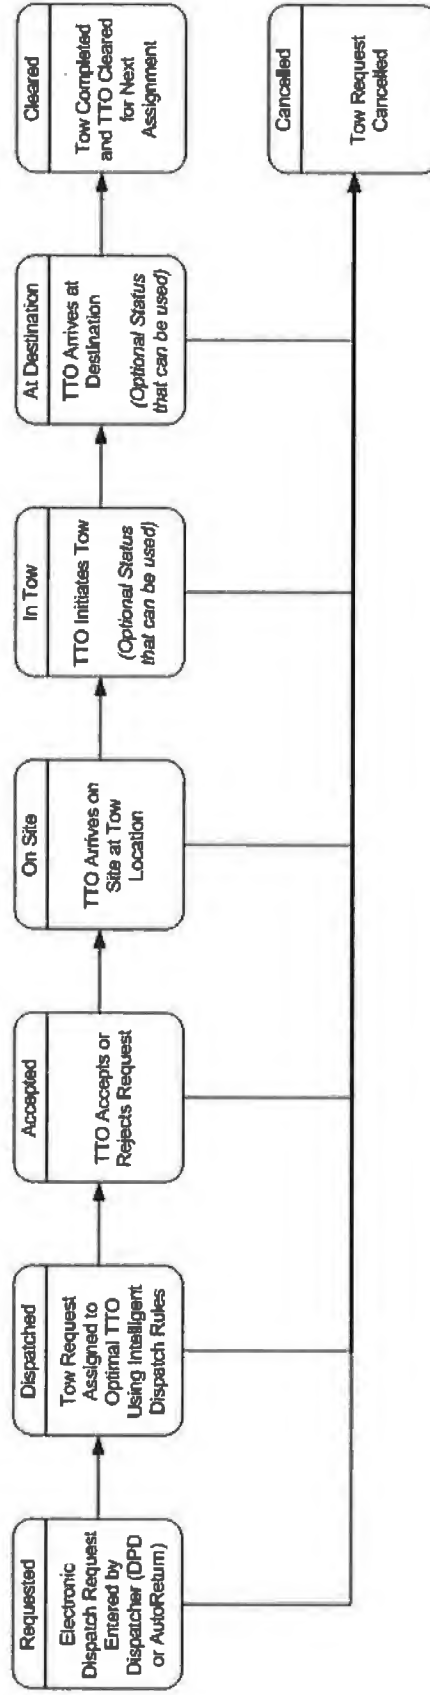 Requested
Electronic
Dispatch Request
Entered by
Dispatcher (DPD
or AutoReturn)
Dispatched
Tow Request
Assigned to
Optimal TTO
Using Intelligent
Dispatch Rules
Accepted
TTO Accepts or
Rejects Request
On Site
TTO Arrives on
Site at Tow
Location
In Tow
TTO Initiates Tow
(Optional Status
that can be used)
At Destination
TTO Arrives at
Destination
(Optional Status
that can be used)
Cleared
Tow Completed
and TTO Cleared
for Next
Assignment
Cancelled
Tow Request
Cancelled